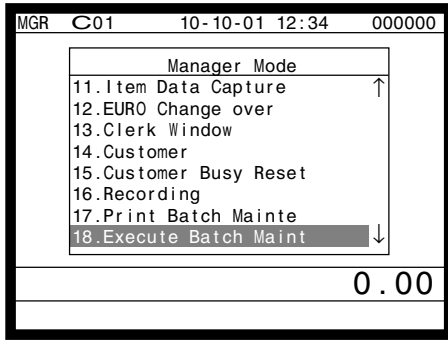 MGR C01 10-10-01 12:34 000000
Manager Mode
11.Item Data Capture ↑
12.EURO Change over
13.Clerk Window
14.Customer
15.Customer Busy Reset
16.Recording
17.Print Batch Mainte
18.Execute Batch Maint ↓
0.00